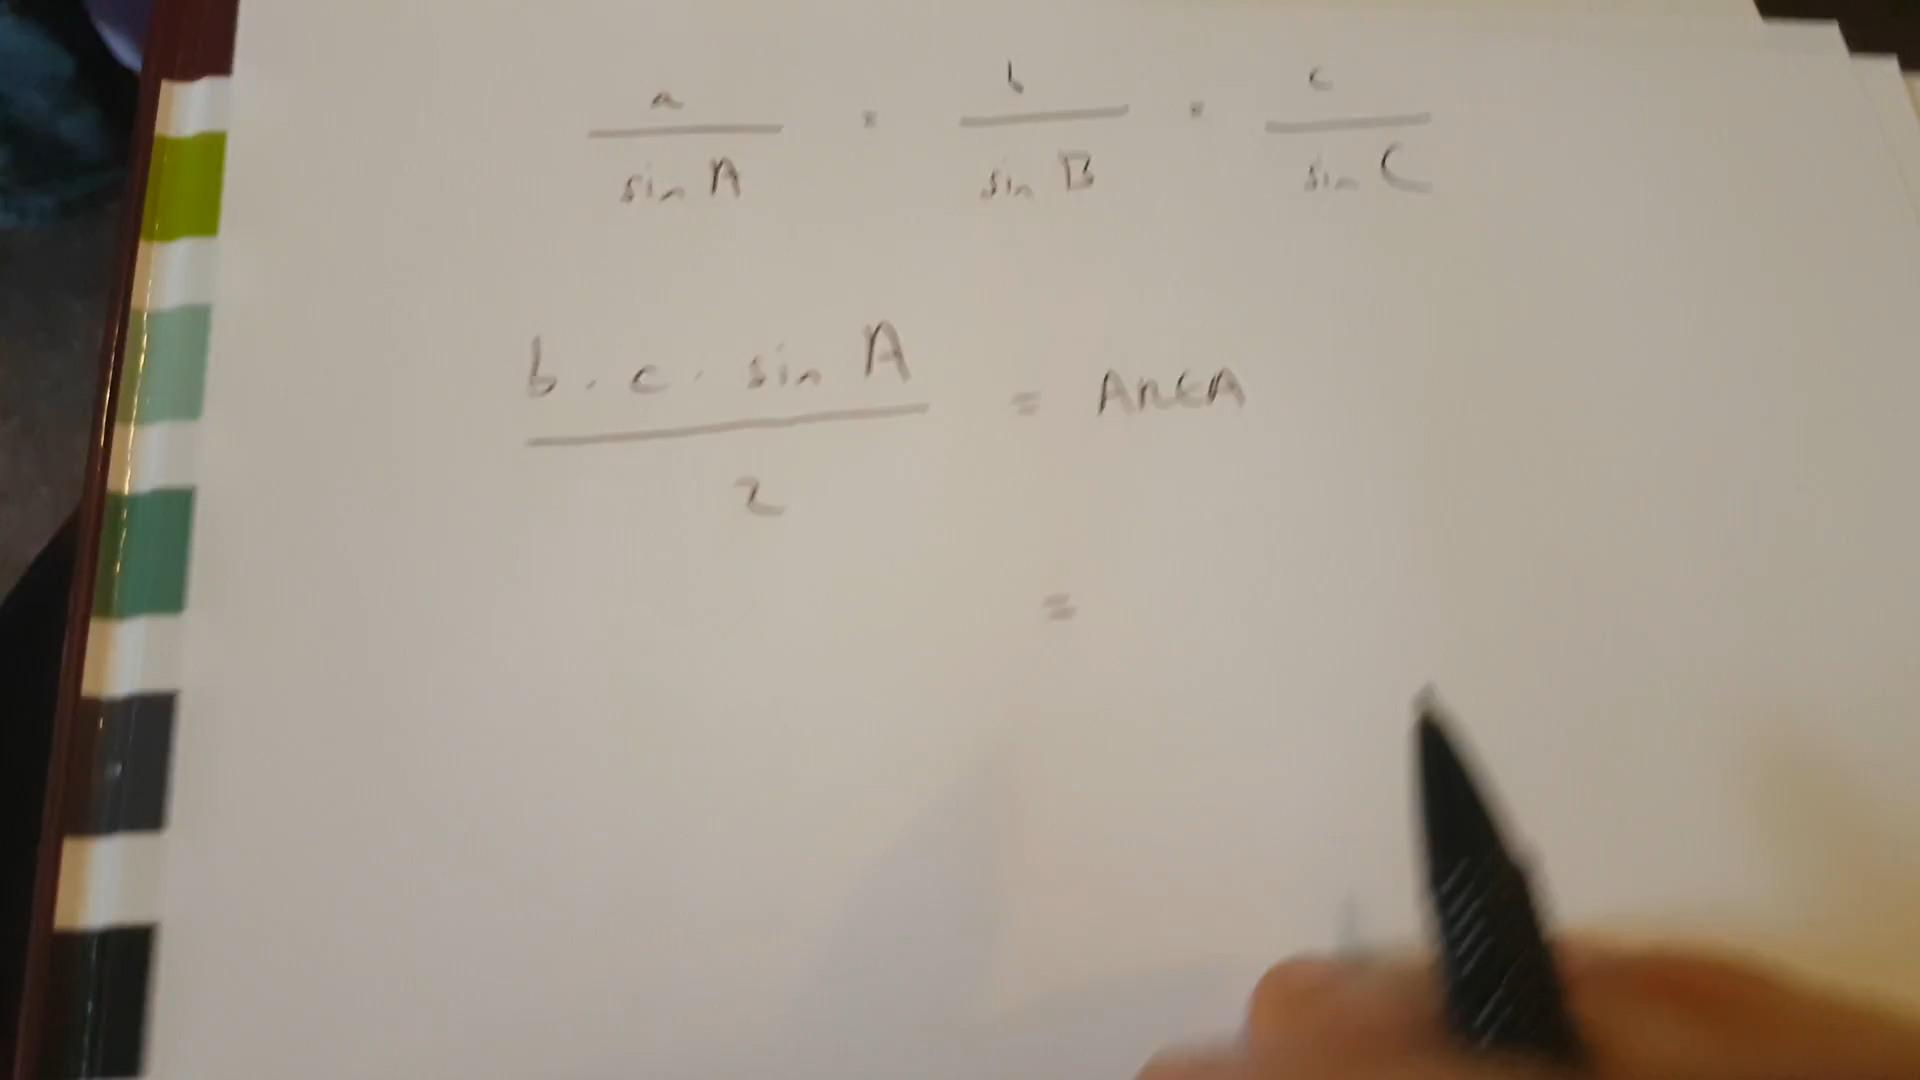 a / sin A = b / sin B = c / sin C
b · c · sin A / 2 = AREA
=